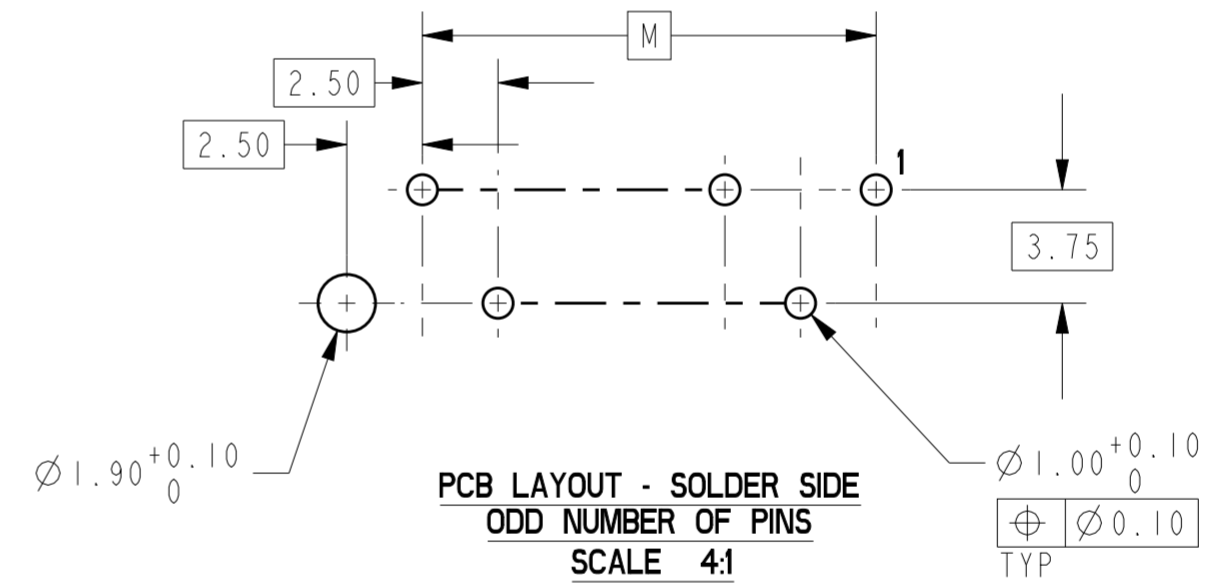 M
2.50
2.50
1
3.75
Ø1.90 +0.10
0
Ø1.00 +0.10
0
⌖ Ø0.10
TYP
PCB LAYOUT - SOLDER SIDE
ODD NUMBER OF PINS
SCALE 4:1